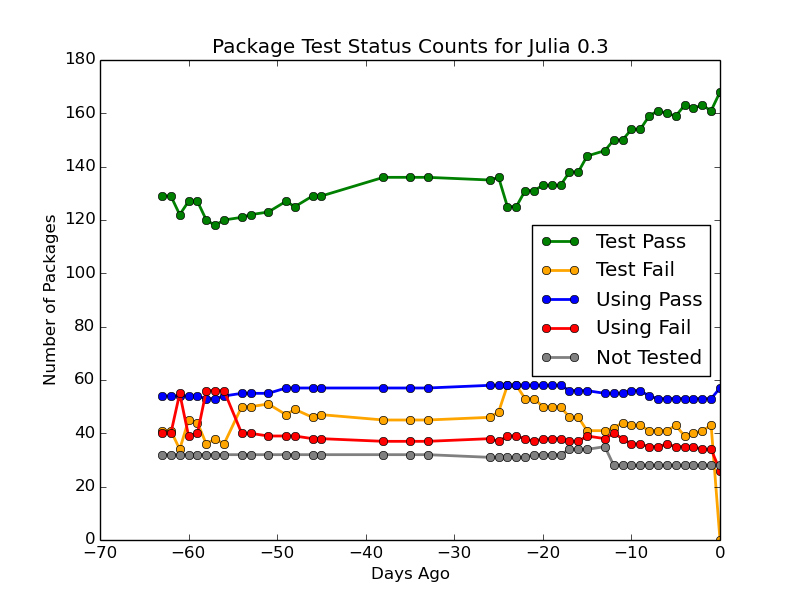 Package Test Status Counts for Julia 0.3
180
160
140
120
100
80
60
40
20
0
Number of Packages
Test Pass
Test Fail
Using Pass
Using Fail
Not Tested
−70 −60 −50 −40 −30 −20 −10 0
Days Ago